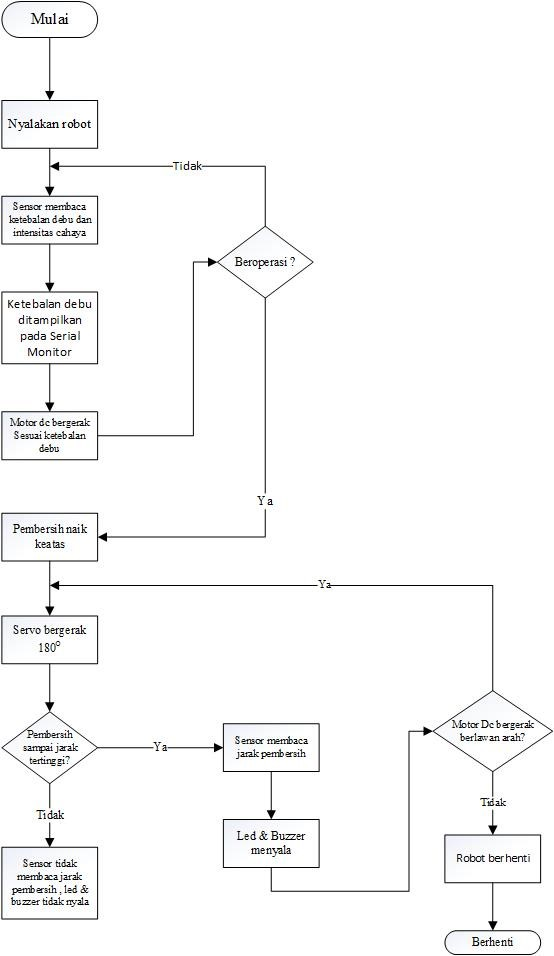 Mulai
Nyalakan robot
Tidak
Sensor membaca
ketebalan debu dan
intensitas cahaya
Beroperasi ?
Ketebalan debu
ditampilkan
pada Serial
Monitor
Motor dc bergerak
Sesuai ketebalan
debu
Ya
Pembersih naik
keatas
Ya
Servo bergerak
180°
Pembersih
sampai jarak
tertinggi?
Ya
Sensor membaca
jarak pembersih
Motor Dc bergerak
berlawan arah?
Tidak
Sensor tidak
membaca jarak
pembersih , led &
buzzer tidak nyala
Led & Buzzer
menyala
Tidak
Robot berhenti
Berhenti